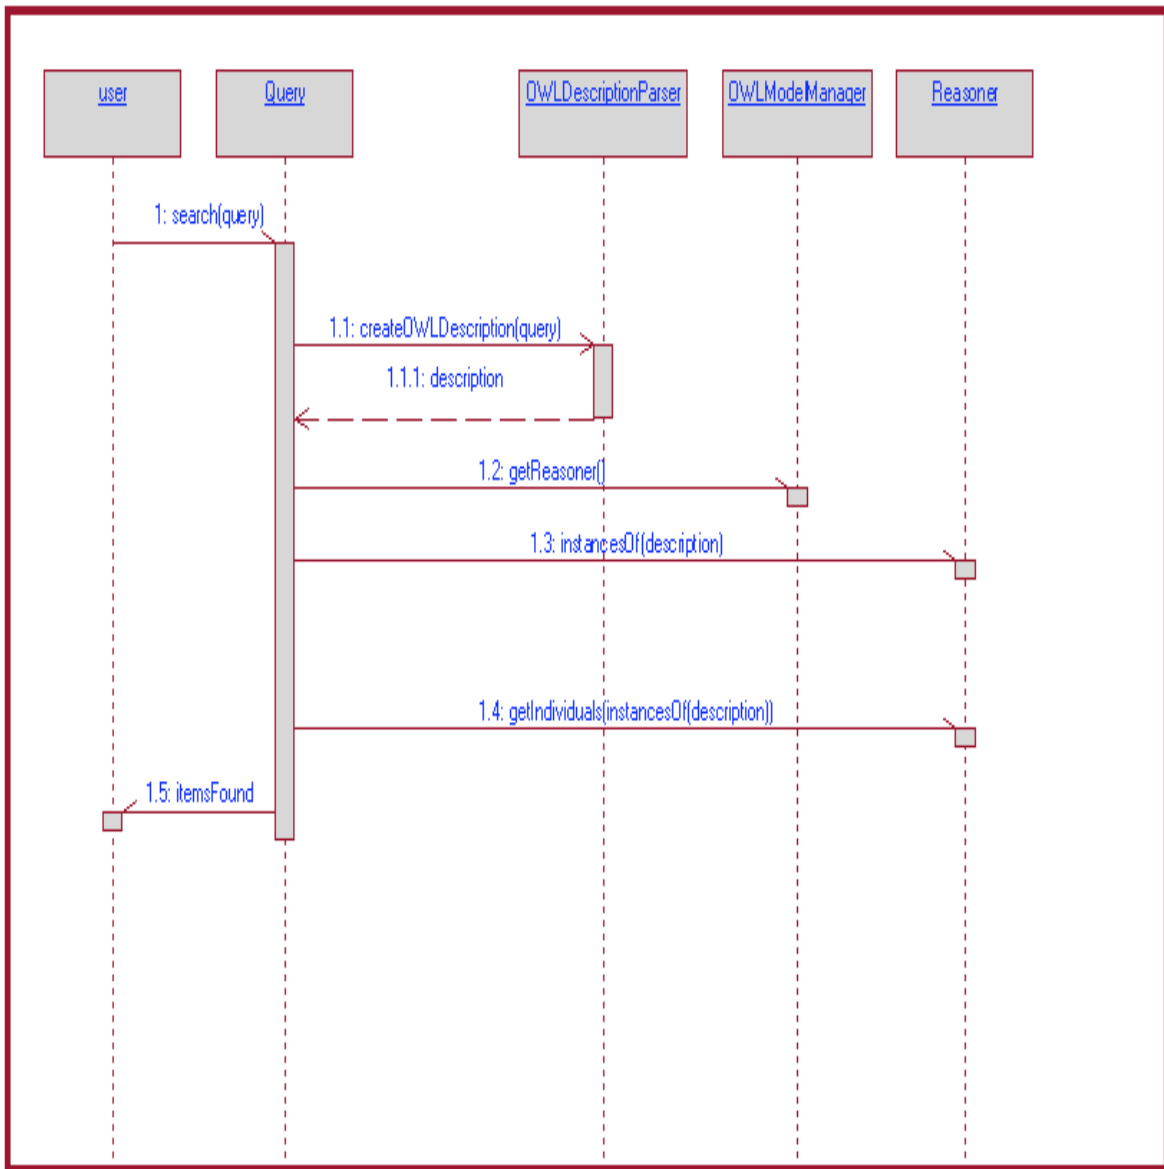 user
Query
OWLDescriptionParser
OWLModelManager
Reasoner
1: search(query)
1.1: createOWLDescription(query)
1.1.1: description
1.2: getReasoner()
1.3: instancesOf(description)
1.4: getIndividuals(instancesOf(description))
1.5: itemsFound